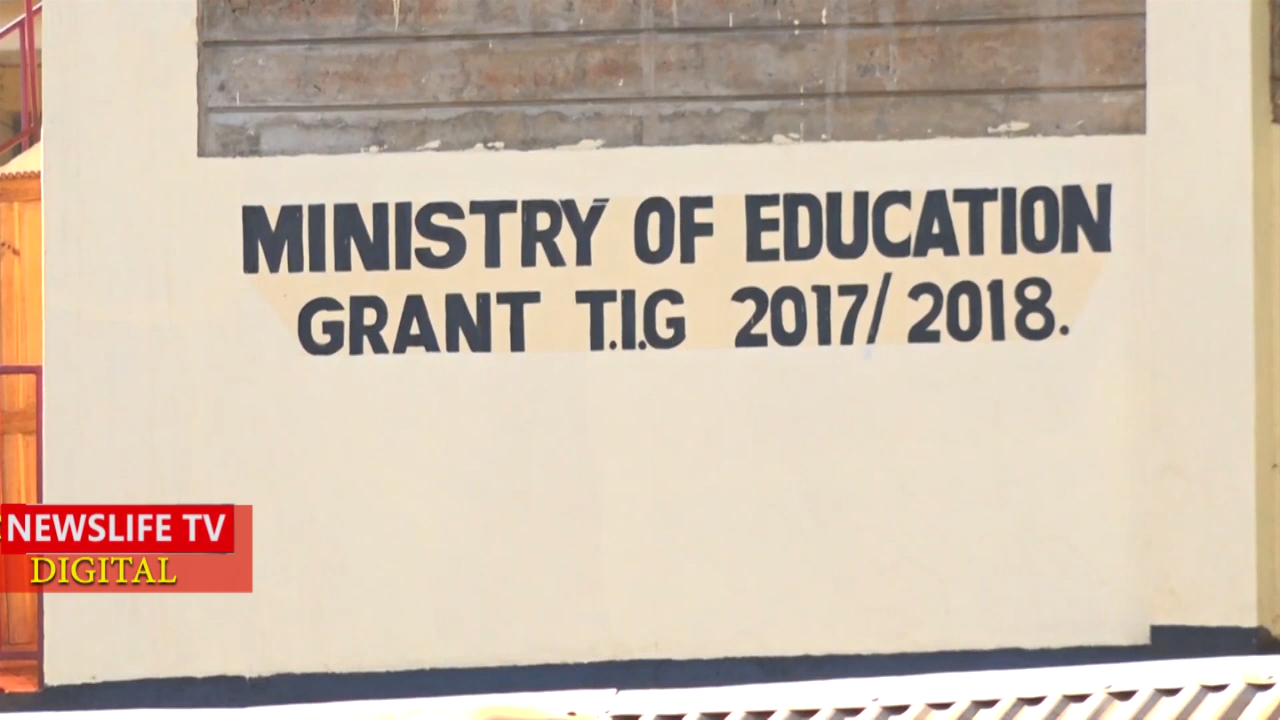 MINISTRY OF EDUCATION
GRANT T.I.G 2017/2018.
NEWSLIFE TV
DIGITAL